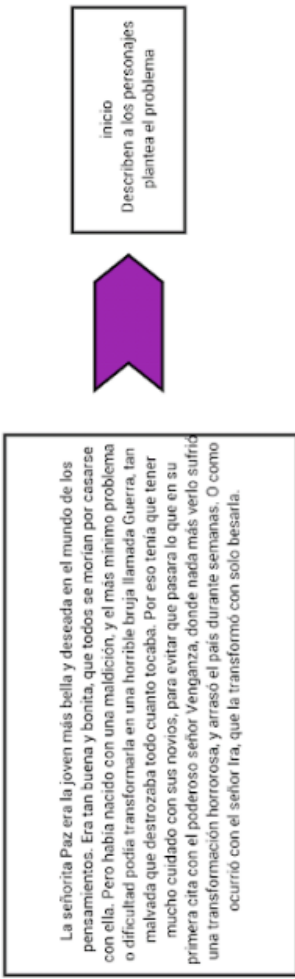 La señorita Paz era la joven más bella y deseada en el mundo de los
pensamientos. Era tan buena y bonita, que todos se morían por casarse
con ella. Pero había nacido con una maldición, y el más mínimo problema
o dificultad podía transformarla en una horrible bruja llamada Guerra, tan
malvada que destrozaba todo cuanto tocaba. Por eso tenía que tener
mucho cuidado con sus novios, para evitar que pasara lo que en su
primera cita con el poderoso señor Venganza, donde nada más verlo sufrió
una transformación horrorosa, y arrasó el país durante semanas. O como
ocurrió con el señor Ira, que la transformó con solo besarla.
inicio
Describen a los personajes
plantea el problema